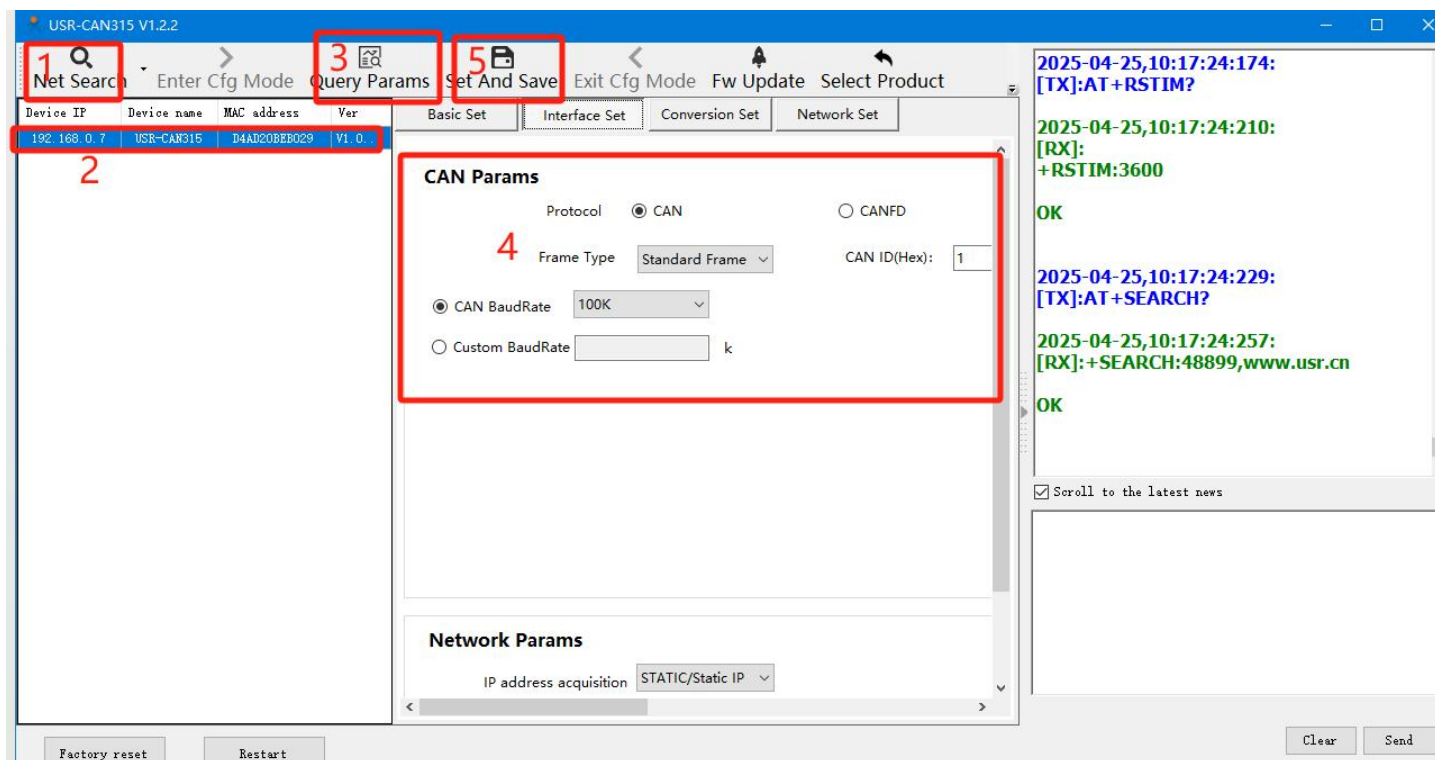 USR-CAN315 V1.2.2
1 Net Search
Enter Cfg Mode
3 Query Params
5 Set And Save
Exit Cfg Mode
Fw Update
Select Product
Device IP Device name MAC address Ver
192.168.0.7 USR-CAN315 D4AD20BEB029 V1.0..
2
Basic Set Interface Set Conversion Set Network Set
CAN Params
Protocol CAN CANFD
4
Frame Type Standard Frame CAN ID(Hex): 1
CAN BaudRate 100K
Custom BaudRate k
Network Params
IP address acquisition STATIC/Static IP
Factory reset Restart
2025-04-25,10:17:24:174:
[TX]:AT+RSTIM?
2025-04-25,10:17:24:210:
[RX]:
+RSTIM:3600
OK
2025-04-25,10:17:24:229:
[TX]:AT+SEARCH?
2025-04-25,10:17:24:257:
[RX]:+SEARCH:48899,www.usr.cn
OK
Scroll to the latest news
Clear Send